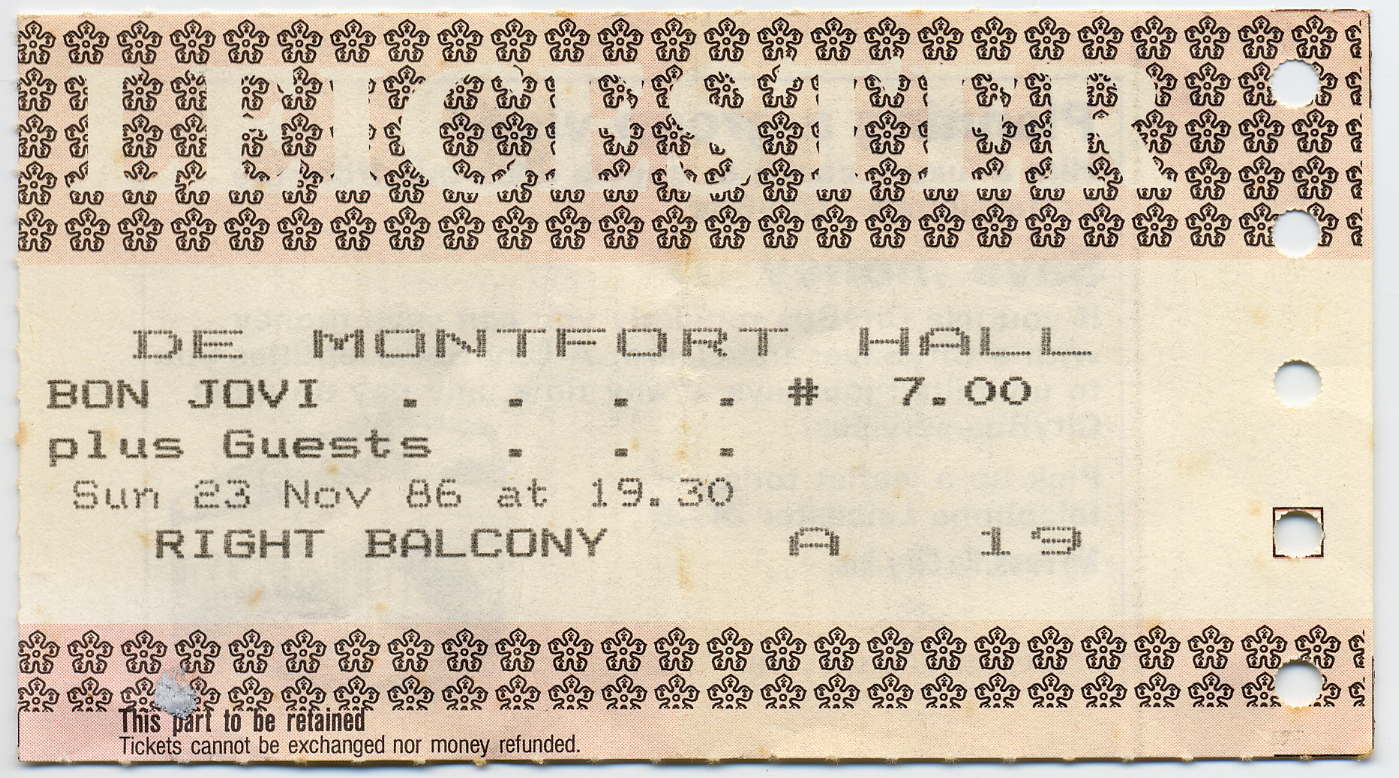 LEICESTER
DE MONTFORT HALL
BON JOVI . . . . # 7.00
plus Guests . . .
Sun 23 Nov 86 at 19.30
RIGHT BALCONY A 19
This part to be retained
Tickets cannot be exchanged nor money refunded.